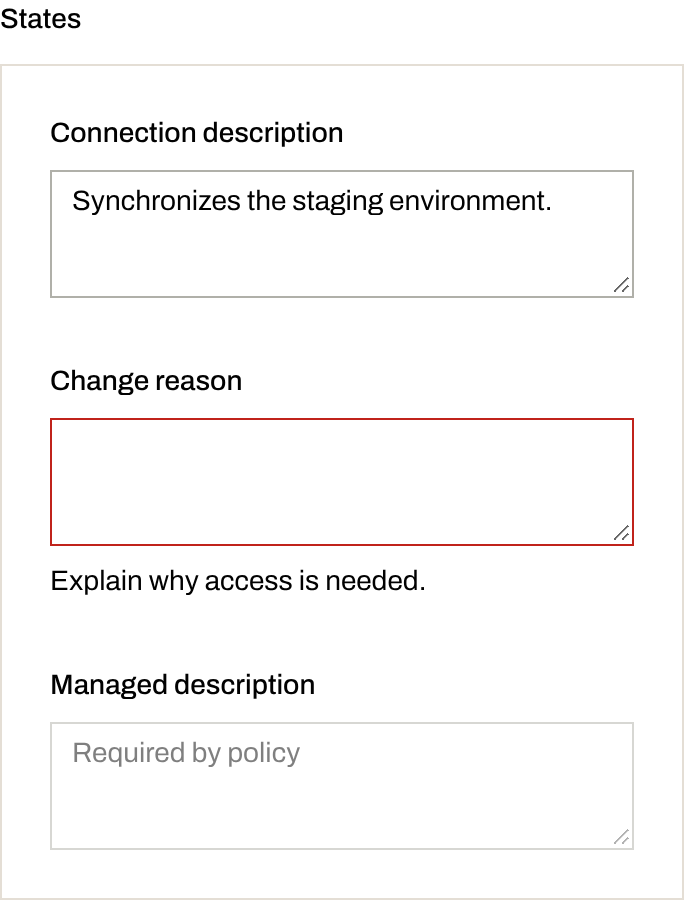 States
Connection description
Synchronizes the staging environment.
Change reason
Explain why access is needed.
Managed description
Required by policy